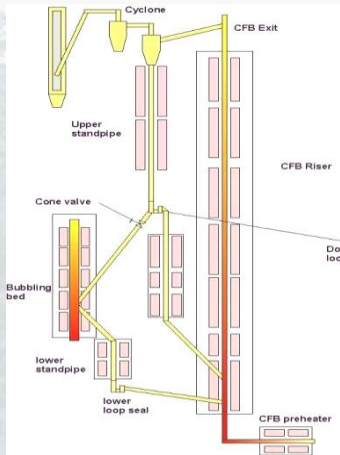 Cyclone
CFB Exit
Upper
standpipe
CFB Riser
Cone valve
Do
loo
Bubbling
bed
lower
standpipe
lower
loop seal
CFB preheater